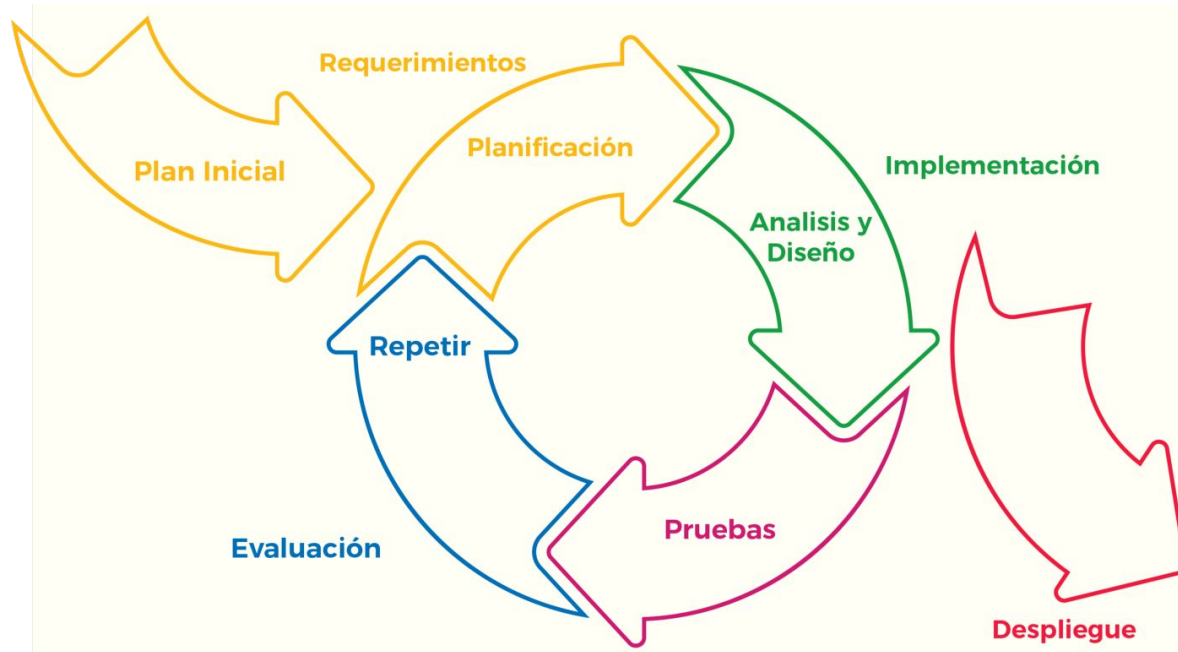 Requerimientos
Plan Inicial
Planificación
Implementación
Analisis y
Diseño
Repetir
Pruebas
Evaluación
Despliegue